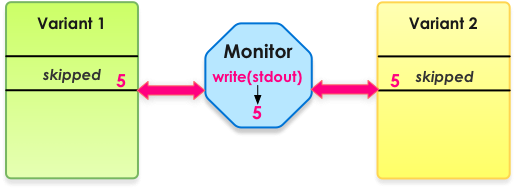 Variant 1
skipped 5
Monitor
write(stdout)
5
Variant 2
5 skipped